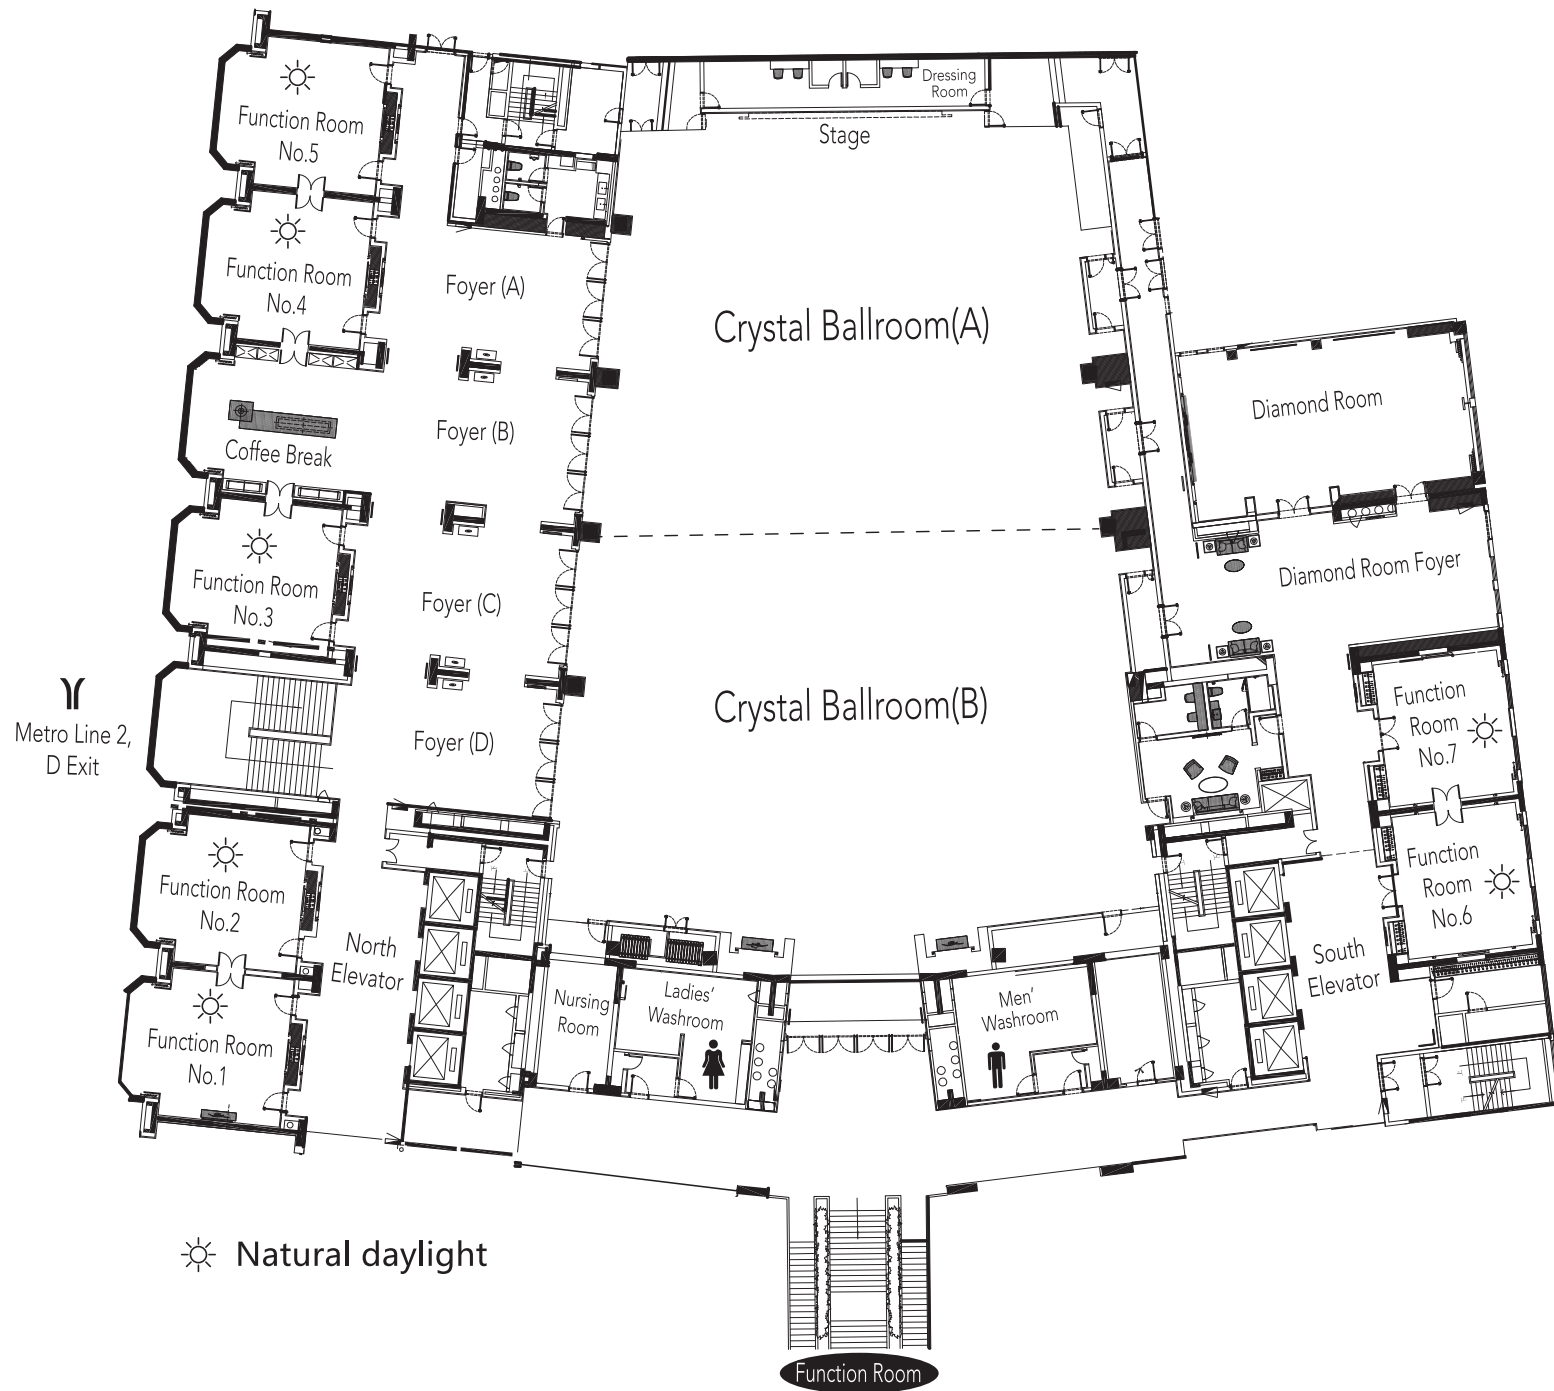 Dressing
Room
Stage
Function Room
No.5
Function Room
No.4
Foyer (A)
Crystal Ballroom(A)
Diamond Room
Foyer (B)
Coffee Break
Function Room
No.3
Foyer (C)
Diamond Room Foyer
Metro Line 2,
D Exit
Foyer (D)
Crystal Ballroom(B)
Function
Room
No.7
Function
Room
No.6
Function Room
No.2
North
Elevator
South
Elevator
Function Room
No.1
Nursing
Room
Ladies'
Washroom
Men'
Washroom
Natural daylight
Function Room